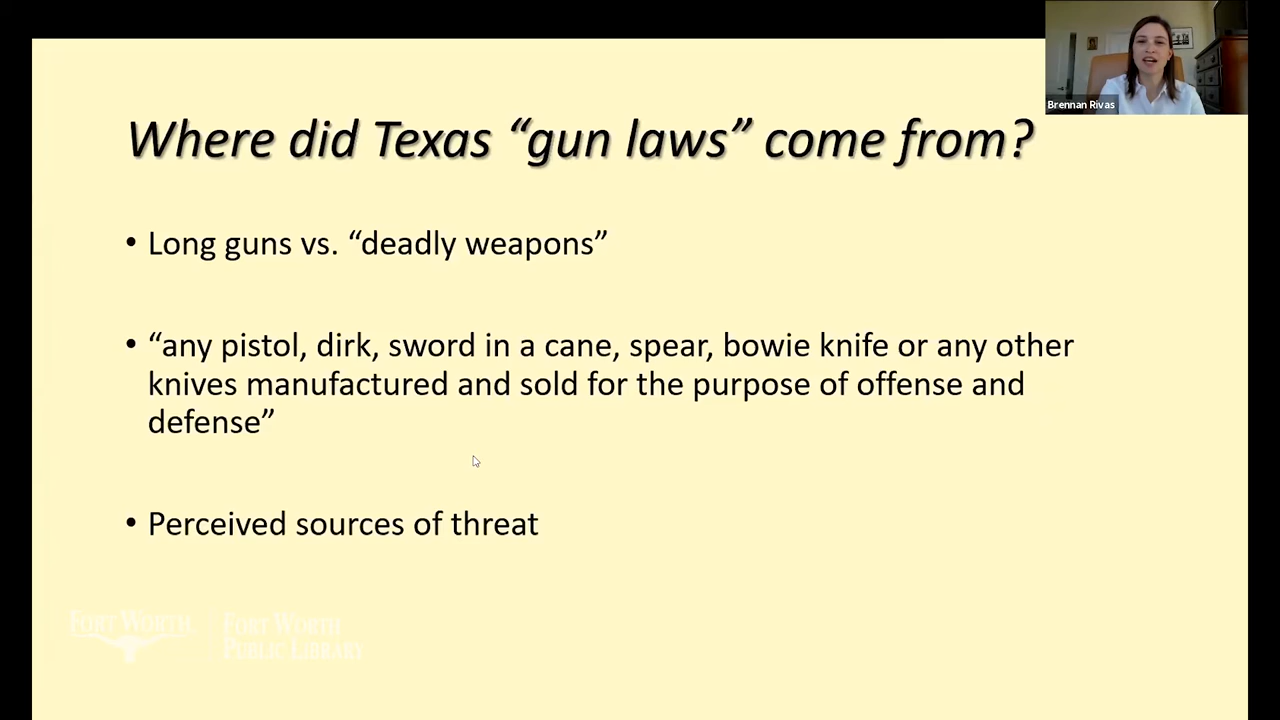 Brennan Rivas
Where did Texas “gun laws” come from?
• Long guns vs. “deadly weapons”
• “any pistol, dirk, sword in a cane, spear, bowie knife or any other
knives manufactured and sold for the purpose of offense and
defense”
• Perceived sources of threat
FORT WORTH
FORT WORTH
PUBLIC LIBRARY